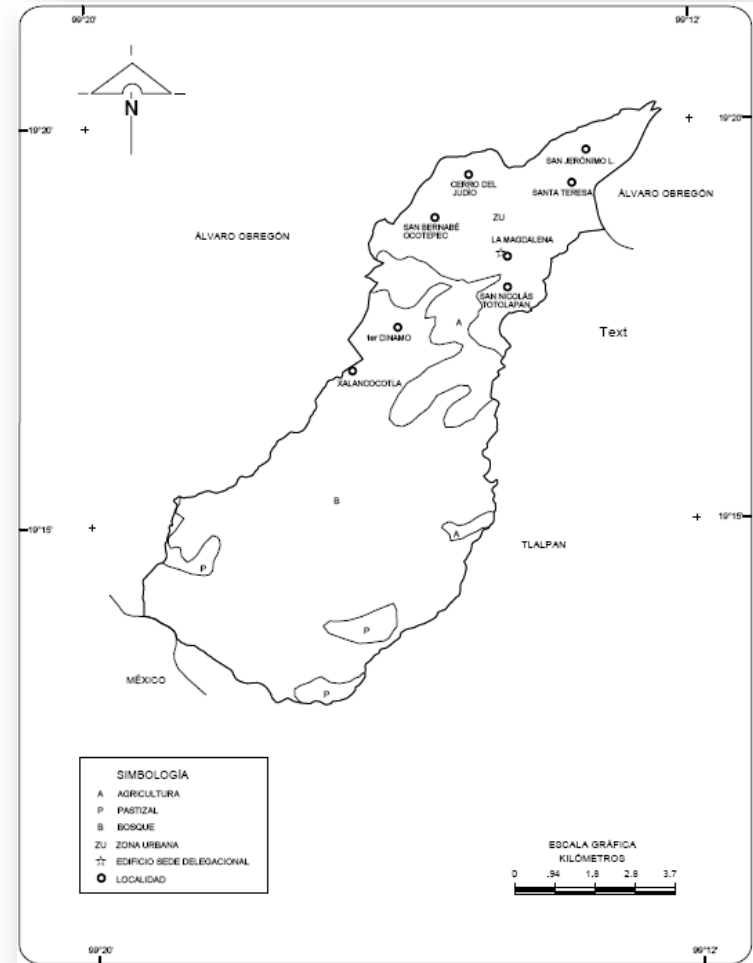 99°20'
99°12'
N
19°20'
19°20'
SAN JERÓNIMO L.
CERRO DEL
JUDÍO
SANTA TERESA
ÁLVARO OBREGÓN
SAN BERNABÉ
OCOTEPEC
ZU
ÁLVARO OBREGÓN
LA MAGDALENA
SAN NICOLÁS
TOTOLAPAN
A
1er DINAMO
Text
XALANCOCOTLA
B
19°15'
19°15'
A
TLALPAN
P
P
MÉXICO
P
SIMBOLOGÍA
A AGRICULTURA
P PASTIZAL
B BOSQUE
ZU ZONA URBANA
EDIFICIO SEDE DELEGACIONAL
LOCALIDAD
ESCALA GRÁFICA
KILÓMETROS
0 .94 1.8 2.8 3.7
99°20'
99°12'